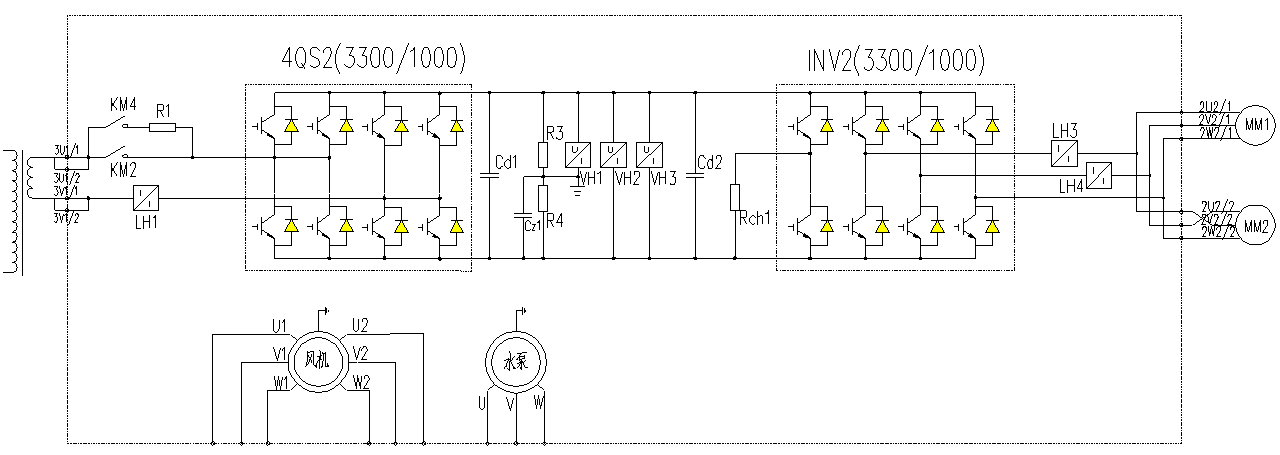 4QS2(3300/1000)
INV2(3300/1000)
KM4
R1
KM2
3U1/1
3U1/2
3V1/1
3V1/2
LH1
Cd1
R3
R4
Cz1
U
VH1
U
VH2
U
VH3
Cd2
Rch1
I
I
LH3
I
I
LH4
I
I
2U2/1
2V2/1
2W2/1
MM1
2U2/2
2V2/2
2W2/2
MM2
U1
V1
W1
风机
U2
V2
W2
水泵
U
V
W